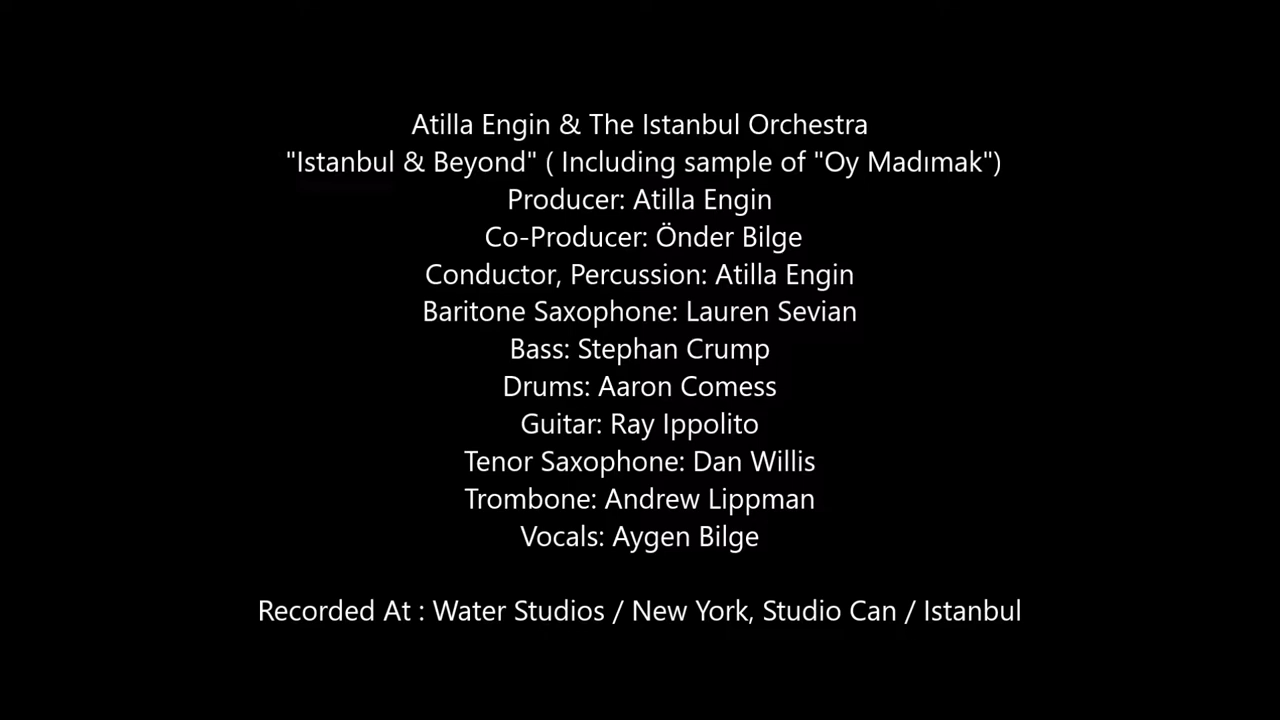 Atilla Engin & The Istanbul Orchestra
"Istanbul & Beyond" ( Including sample of "Oy Madımak")
Producer: Atilla Engin
Co-Producer: Önder Bilge
Conductor, Percussion: Atilla Engin
Baritone Saxophone: Lauren Sevian
Bass: Stephan Crump
Drums: Aaron Comess
Guitar: Ray Ippolito
Tenor Saxophone: Dan Willis
Trombone: Andrew Lippman
Vocals: Aygen Bilge
Recorded At : Water Studios / New York, Studio Can / Istanbul